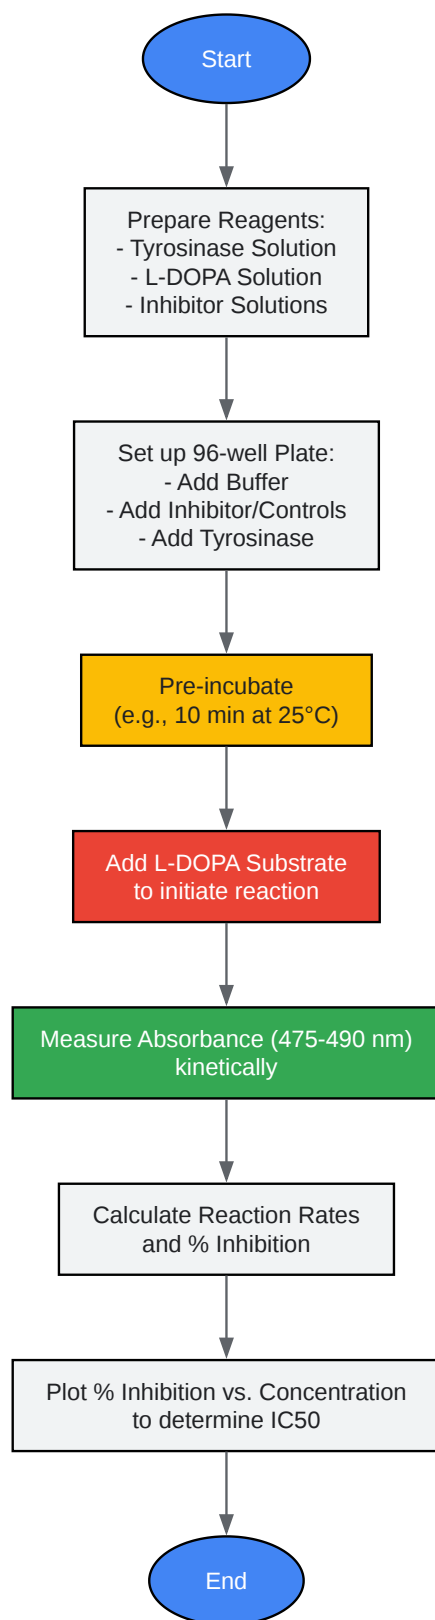 Start
Prepare Reagents:
- Tyrosinase Solution
- L-DOPA Solution
- Inhibitor Solutions
Set up 96-well Plate:
- Add Buffer
- Add Inhibitor/Controls
- Add Tyrosinase
Pre-incubate
(e.g., 10 min at 25°C)
Add L-DOPA Substrate
to initiate reaction
Measure Absorbance (475-490 nm)
kinetically
Calculate Reaction Rates
and % Inhibition
Plot % Inhibition vs. Concentration
to determine IC50
End